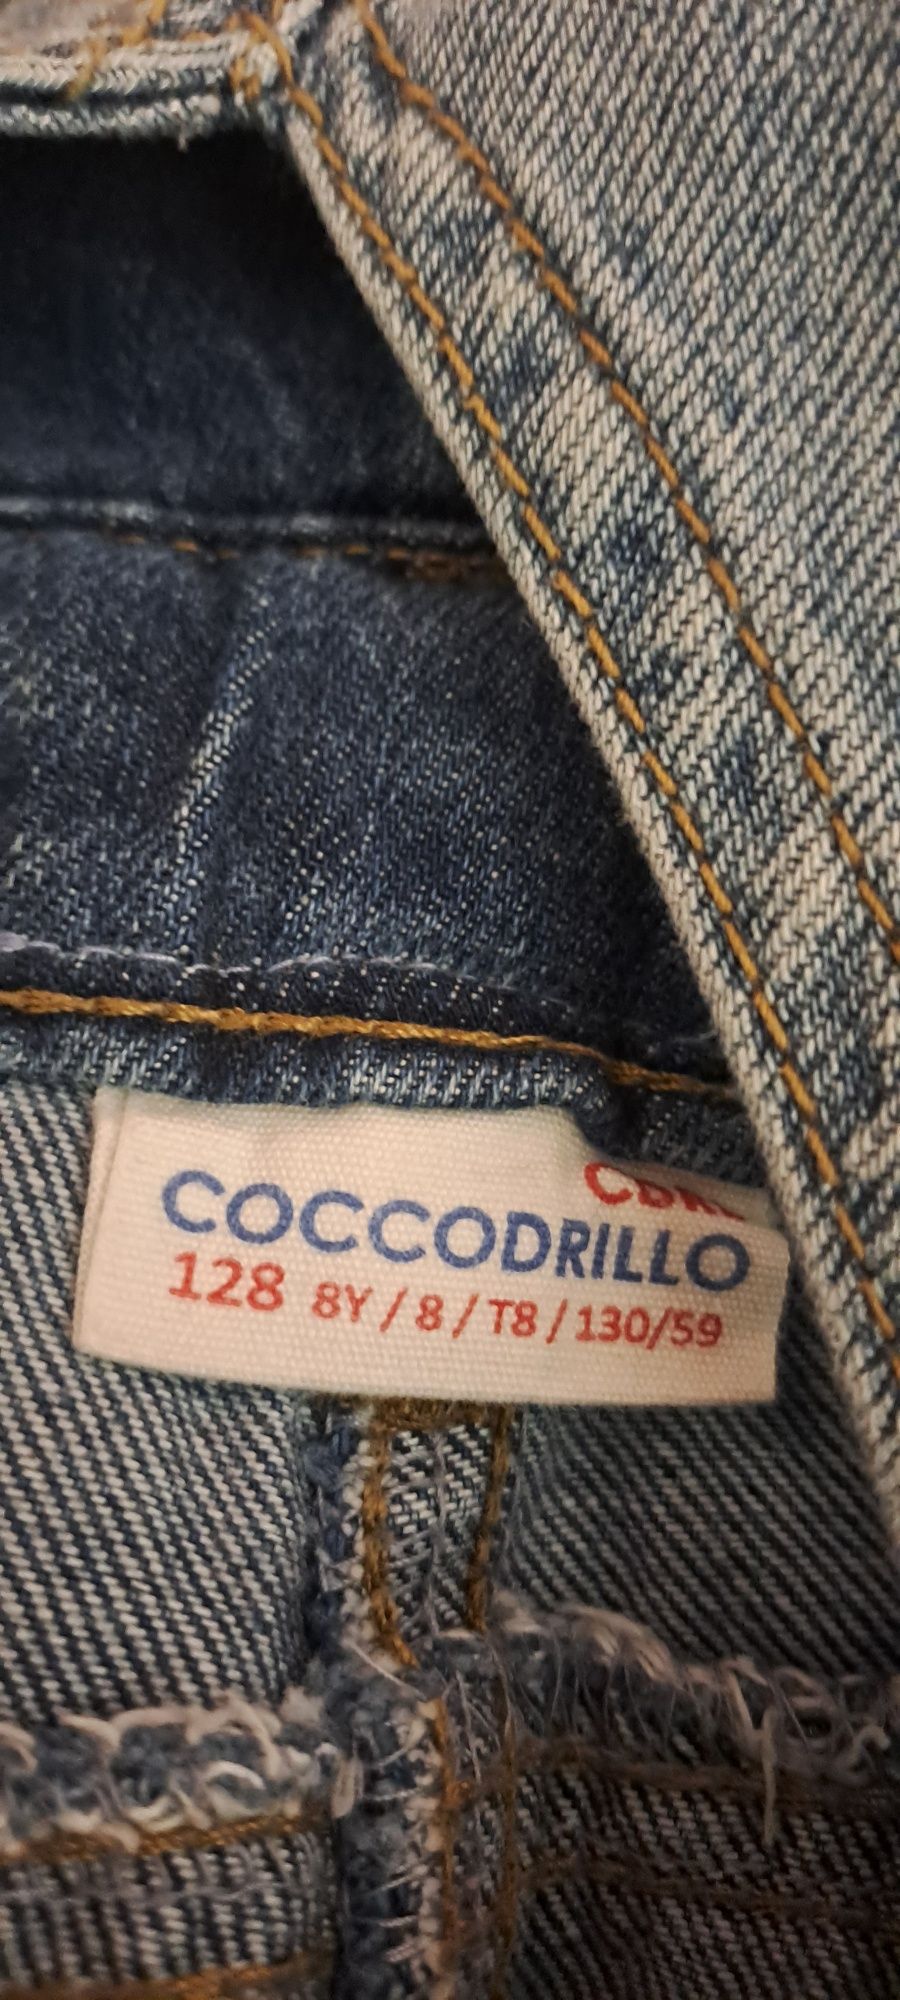 COCCODRILLO
128 8Y / 8 / T8 / 130/59